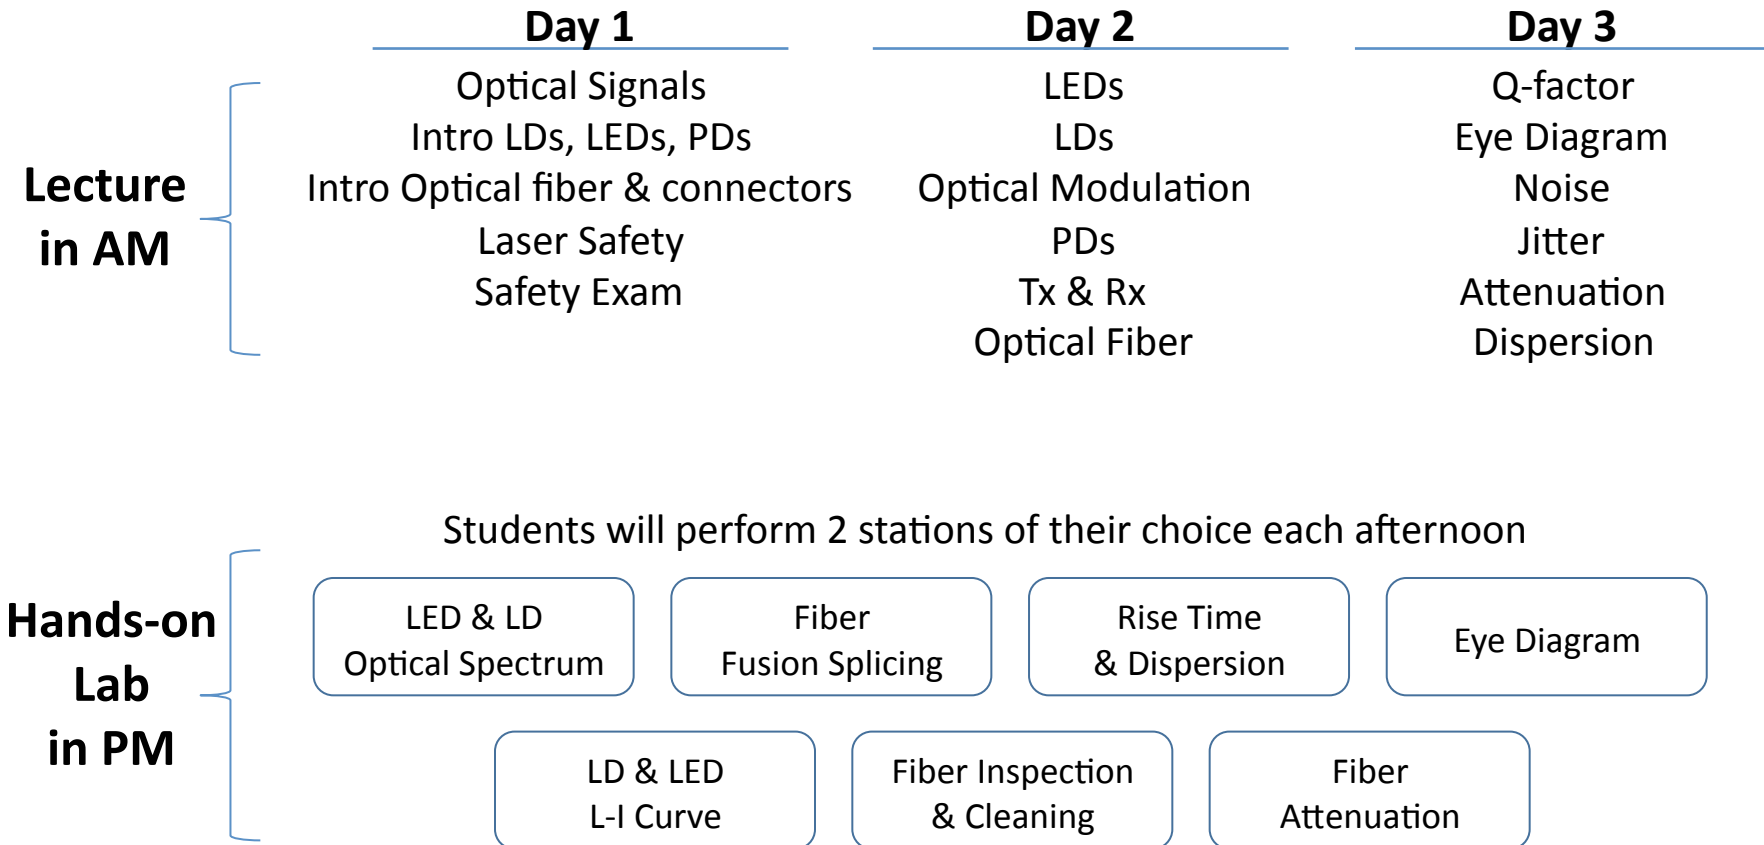 Day 1
Day 2
Day 3
Lecture
in AM
Optical Signals
Intro LDs, LEDs, PDs
Intro Optical fiber & connectors
Laser Safety
Safety Exam
LEDs
LDs
Optical Modulation
PDs
Tx & Rx
Optical Fiber
Q-factor
Eye Diagram
Noise
Jitter
Attenuation
Dispersion
Students will perform 2 stations of their choice each afternoon
Hands-on
Lab
in PM
LED & LD
Optical Spectrum
Fiber
Fusion Splicing
Rise Time
& Dispersion
Eye Diagram
LD & LED
L-I Curve
Fiber Inspection
& Cleaning
Fiber
Attenuation